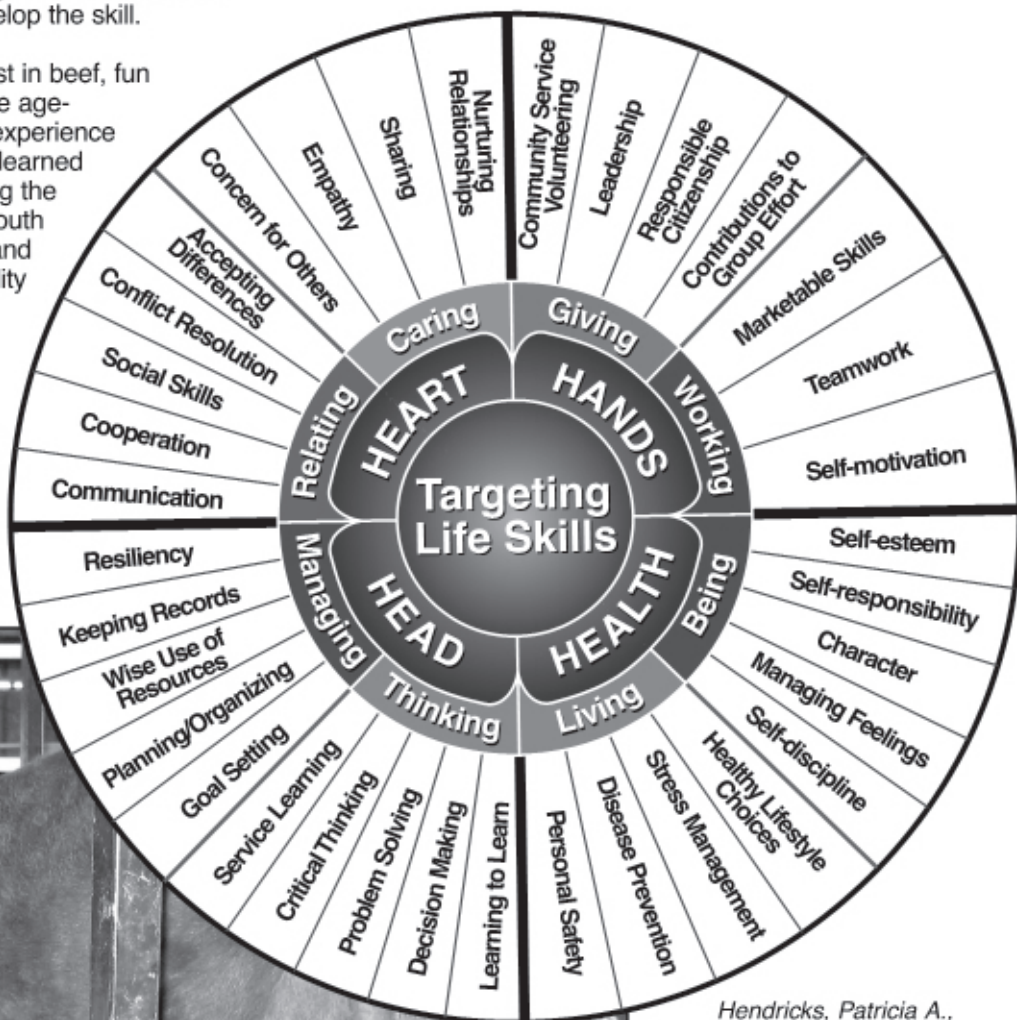 elop the skill.
st in beef, fun
e age-
experience
learned
g the
outh
and
lity
Nurturing
Relationships
Community Service
Volunteering
Leadership
Responsible
Citizenship
Contributions to
Group Effort
Marketable Skills
Teamwork
Self-motivation
Self-esteem
Self-responsibility
Character
Managing Feelings
Self-discipline
Healthy Lifestyle
Choices
Stress Management
Disease Prevention
Personal Safety
Learning to Learn
Decision Making
Problem Solving
Critical Thinking
Service Learning
Goal Setting
Planning/Organizing
Wise Use of
Resources
Keeping Records
Resiliency
Communication
Cooperation
Social Skills
Conflict Resolution
Accepting
Differences
Concern for Others
Empathy
Sharing
Caring
Giving
Working
Being
Living
Thinking
Managing
Relating
HEART
HANDS
HEALTH
HEAD
Targeting
Life Skills
Hendricks, Patricia A.,